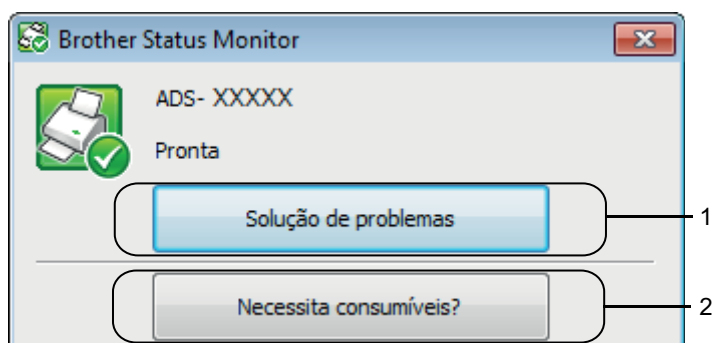 Brother Status Monitor
ADS- XXXXX
Pronta
Solução de problemas
1
Necessita consumíveis?
2